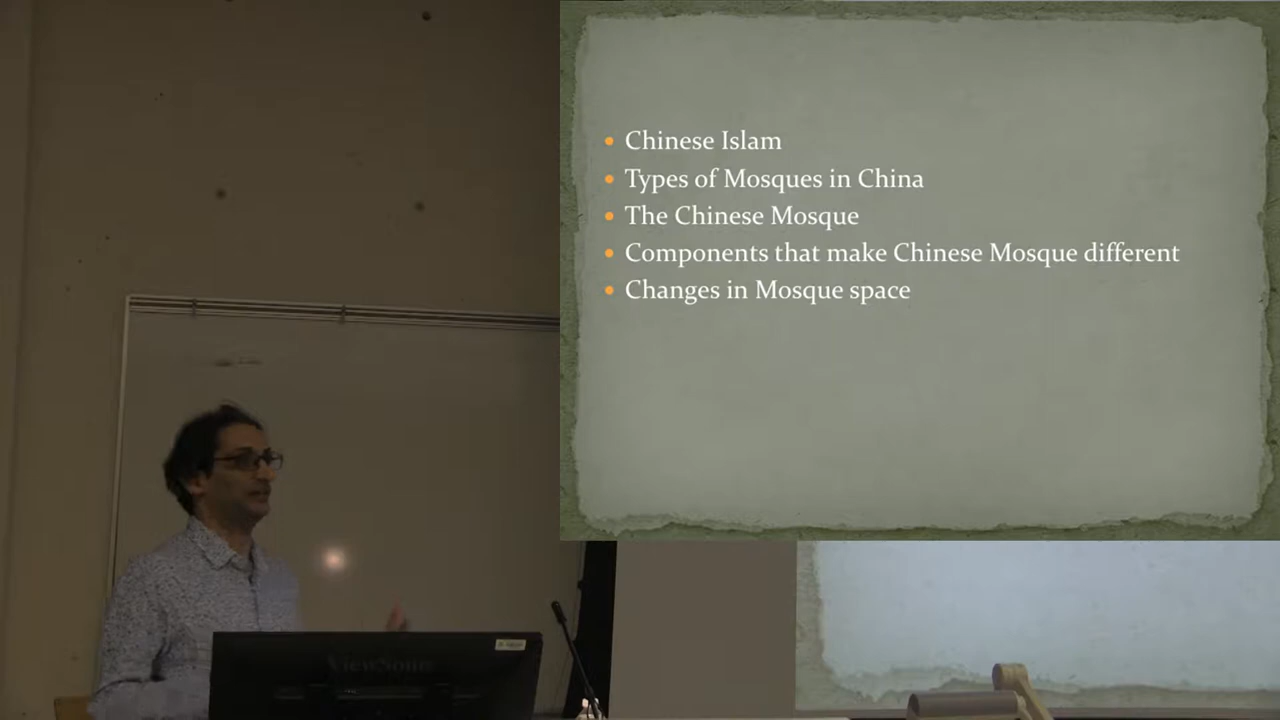 Chinese Islam
Types of Mosques in China
The Chinese Mosque
Components that make Chinese Mosque different
Changes in Mosque space
ViewSonic